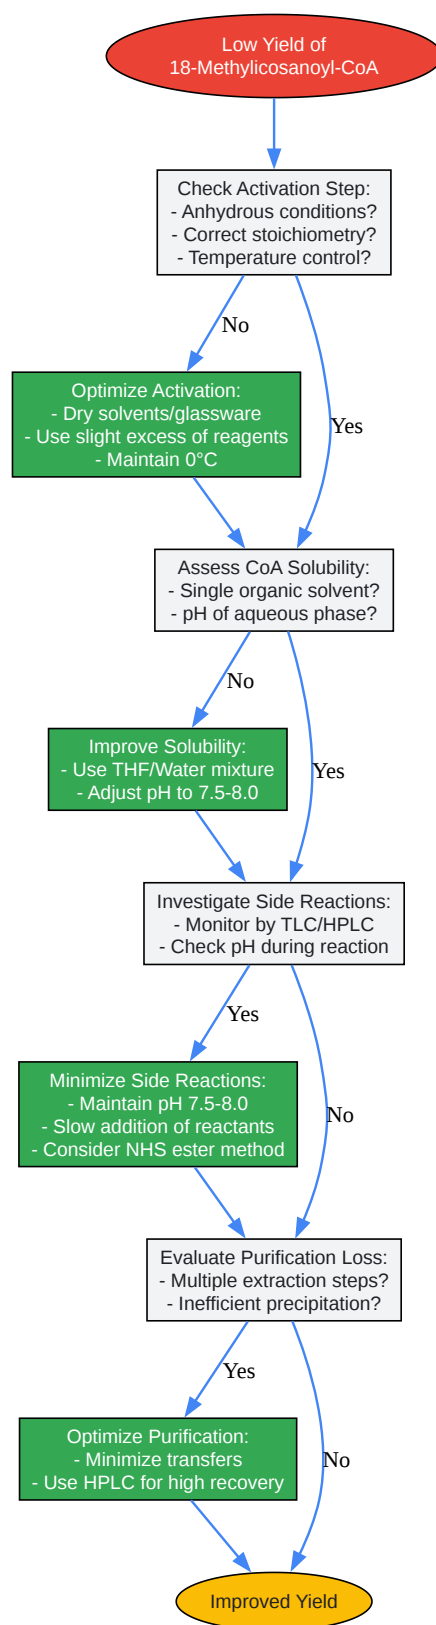 Low Yield of
18-Methylicosanoyl-CoA
Check Activation Step:
- Anhydrous conditions?
- Correct stoichiometry?
- Temperature control?
No
Yes
Optimize Activation:
- Dry solvents/glassware
- Use slight excess of reagents
- Maintain 0°C
Assess CoA Solubility:
- Single organic solvent?
- pH of aqueous phase?
No
Yes
Improve Solubility:
- Use THF/Water mixture
- Adjust pH to 7.5-8.0
Investigate Side Reactions:
- Monitor by TLC/HPLC
- Check pH during reaction
Yes
No
Minimize Side Reactions:
- Maintain pH 7.5-8.0
- Slow addition of reactants
- Consider NHS ester method
Evaluate Purification Loss:
- Multiple extraction steps?
- Inefficient precipitation?
Yes
No
Optimize Purification:
- Minimize transfers
- Use HPLC for high recovery
Improved Yield